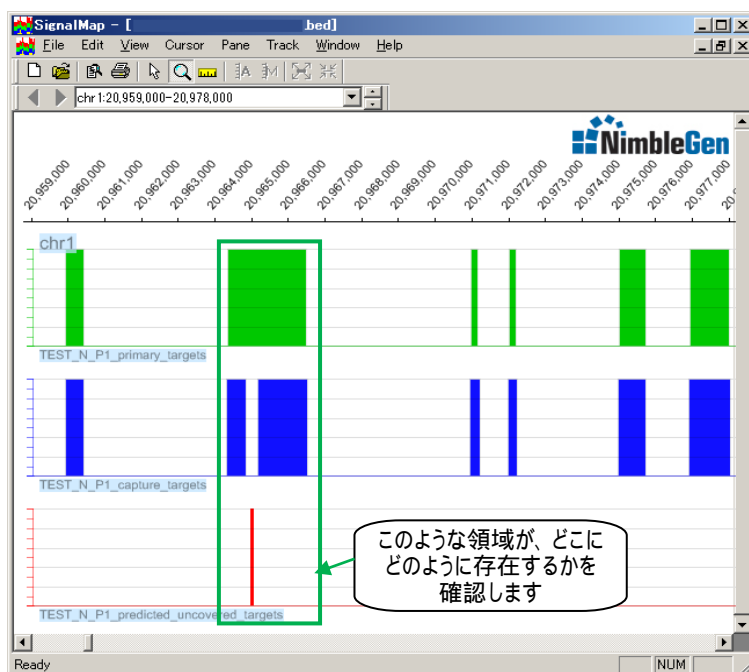 SignalMap - [ .bed]
File Edit View Cursor Pane Track Window Help
chr1:20,959,000-20,978,000
NimbleGen
20,959,000 20,960,000 20,961,000 20,962,000 20,963,000 20,964,000 20,965,000 20,966,000 20,967,000 20,968,000 20,969,000 20,970,000 20,971,000 20,972,000 20,973,000 20,974,000 20,975,000 20,976,000 20,977,000
chr1
TEST_N_P1_primary_targets
TEST_N_P1_capture_targets
このような領域が、どこに
どのように存在するかを
確認します
TEST_N_P1_predicted_uncovered_targets
Ready NUM